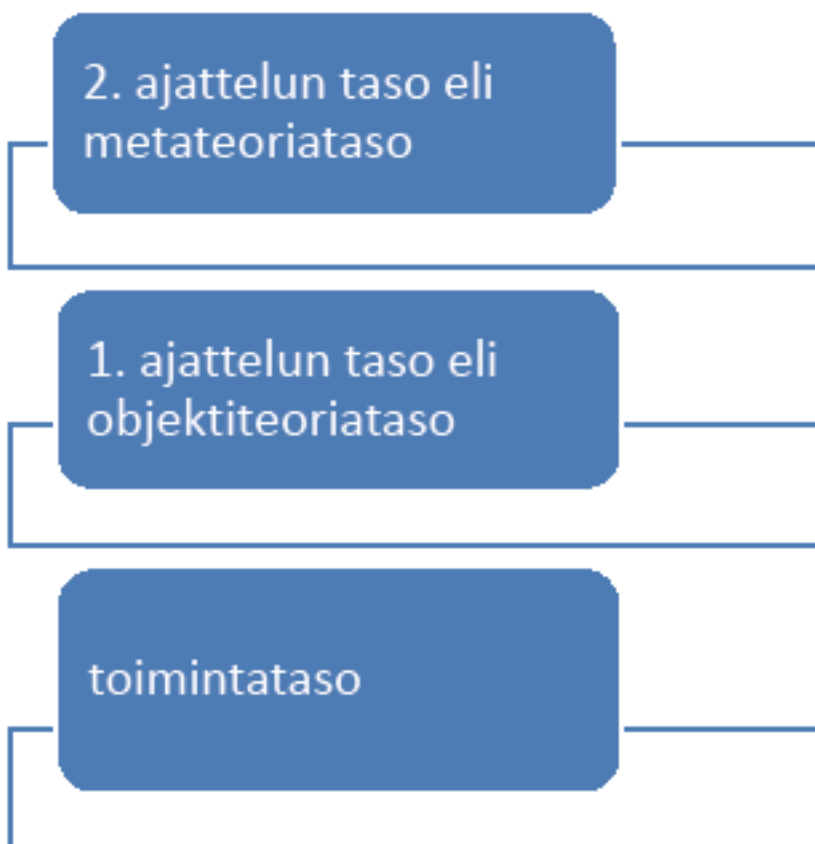 2. ajattelun taso eli
metateoriataso
1. ajattelun taso eli
objektiteoriataso
toimintataso